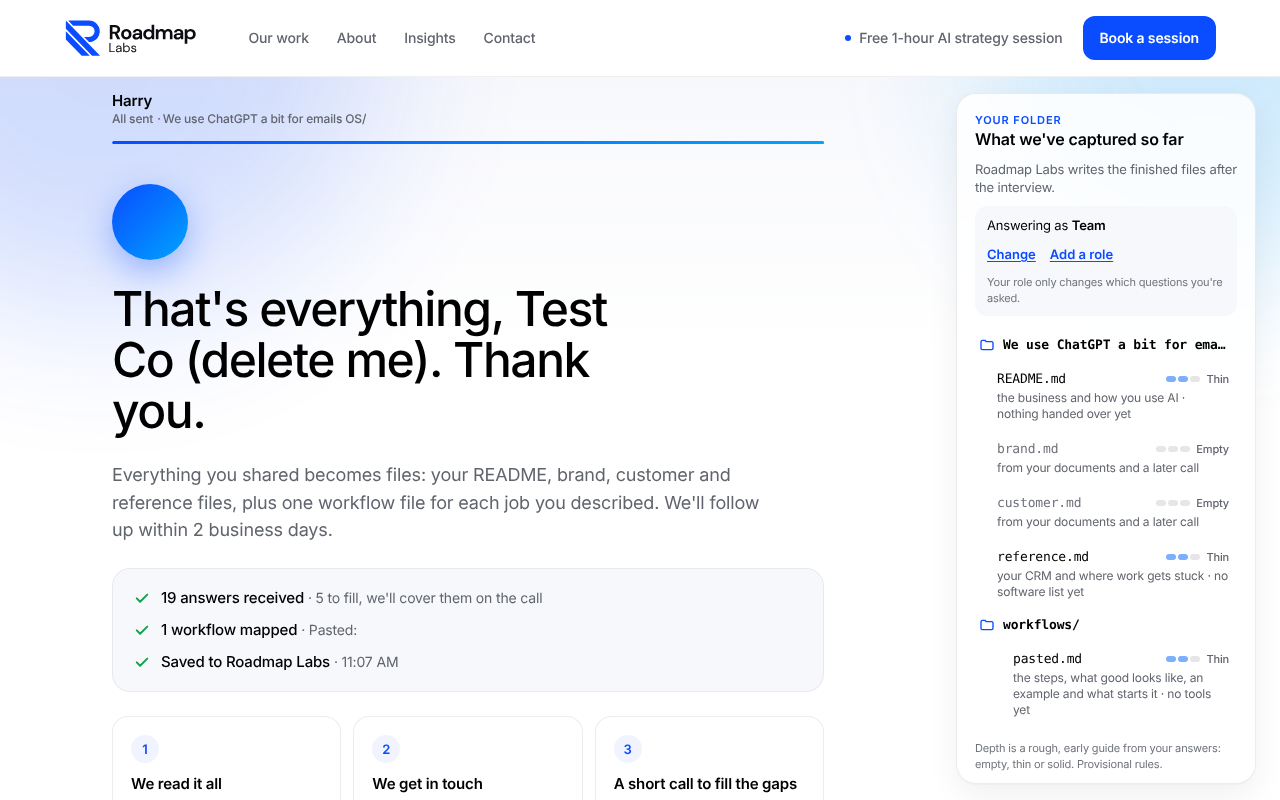 Roadmap
Labs
Our work
About
Insights
Contact
Free 1-hour AI strategy session
Book a session
Harry
All sent · We use ChatGPT a bit for emails OS/
That's everything, Test
Co (delete me). Thank
you.
Everything you shared becomes files: your README, brand, customer and
reference files, plus one workflow file for each job you described. We'll follow
up within 2 business days.
19 answers received · 5 to fill, we'll cover them on the call
1 workflow mapped · Pasted:
Saved to Roadmap Labs · 11:07 AM
1
We read it all
2
We get in touch
3
A short call to fill the gaps
YOUR FOLDER
What we've captured so far
Roadmap Labs writes the finished files after
the interview.
Answering as Team
Change
Add a role
Your role only changes which questions you're
asked.
We use ChatGPT a bit for ema…
README.md
Thin
the business and how you use AI ·
nothing handed over yet
brand.md
Empty
from your documents and a later call
customer.md
Empty
from your documents and a later call
reference.md
Thin
your CRM and where work gets stuck · no
software list yet
workflows/
pasted.md
Thin
the steps, what good looks like, an
example and what starts it · no tools
yet
Depth is a rough, early guide from your answers:
empty, thin or solid. Provisional rules.